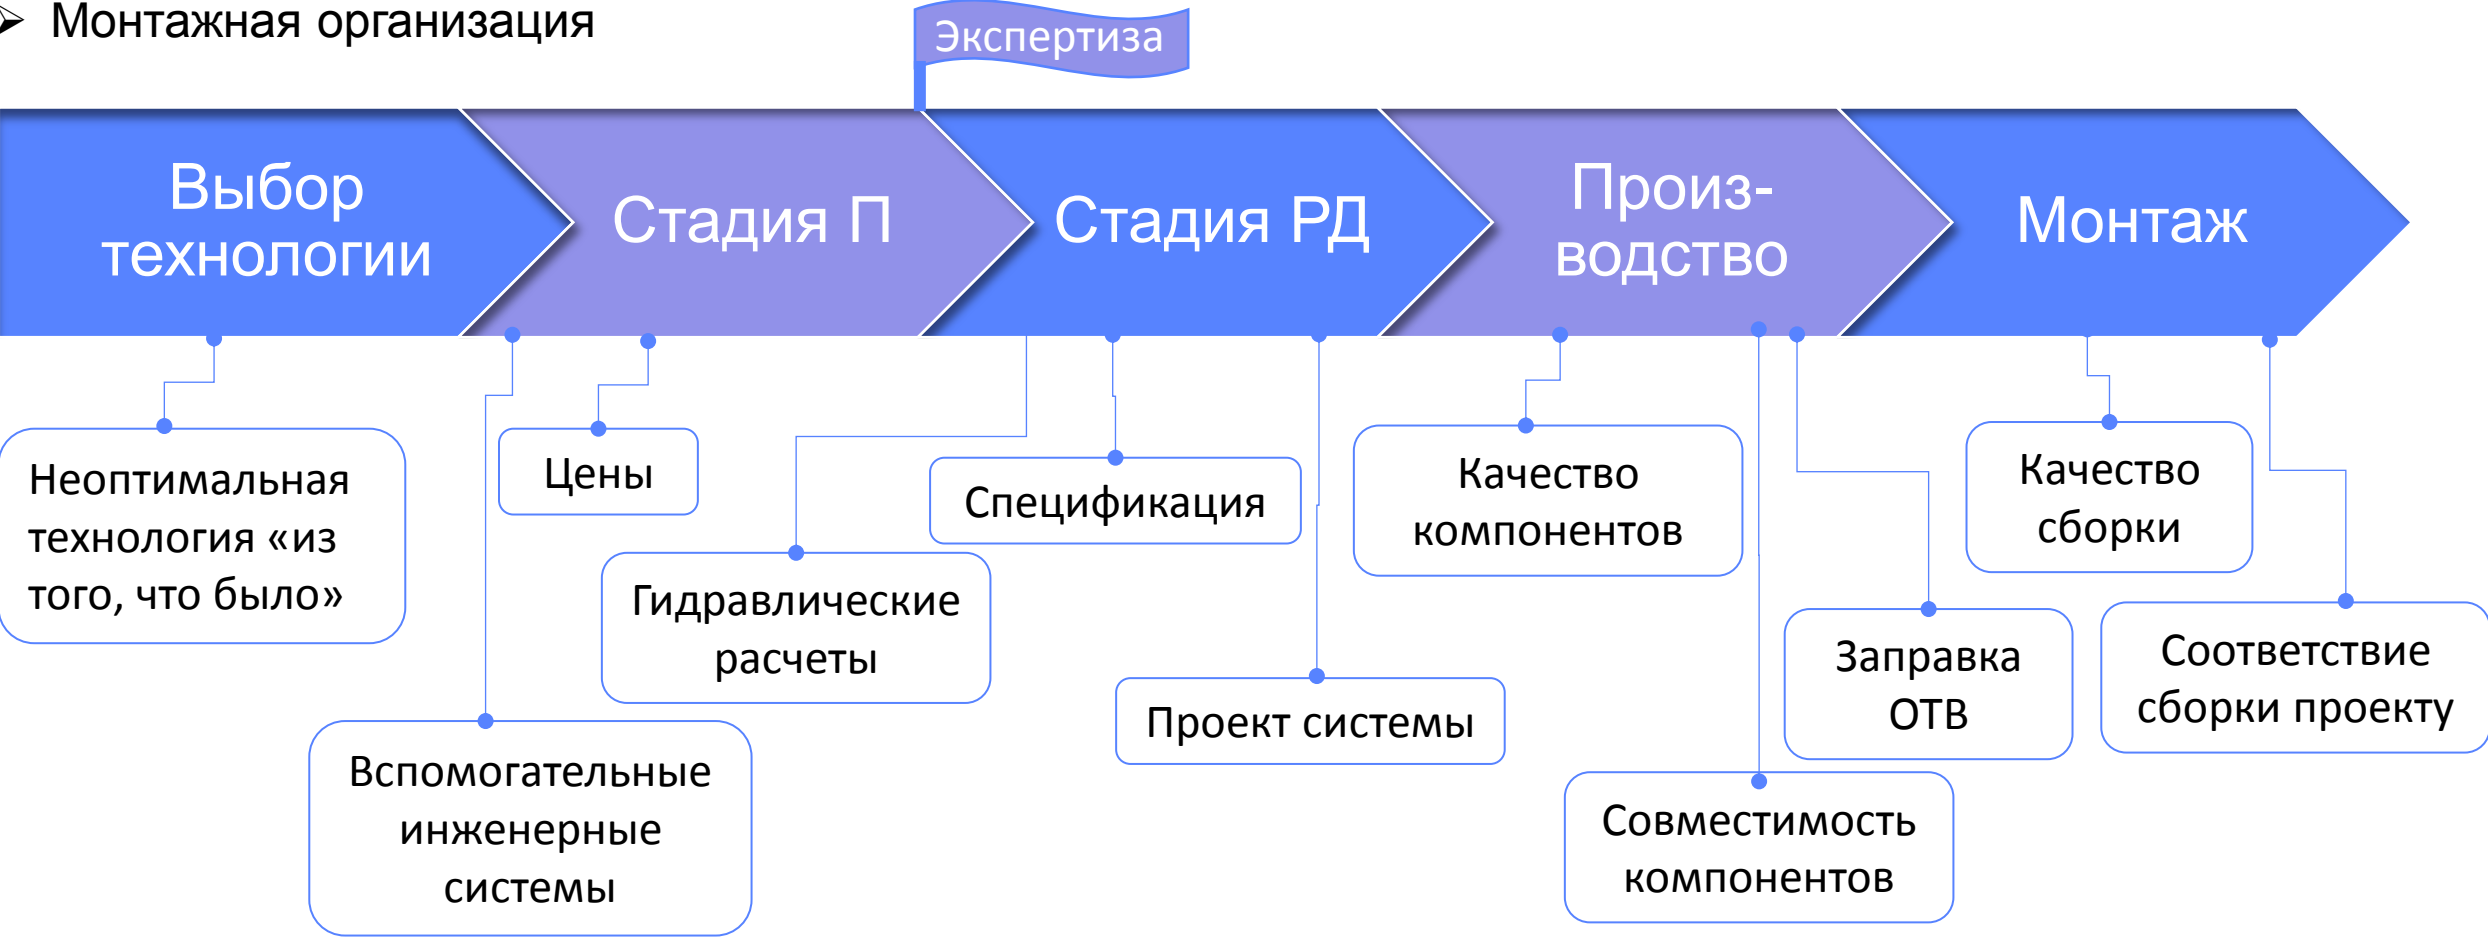 Монтажная организация
Экспертиза
Выбор
технологии
Стадия П
Стадия РД
Произ-
водство
Монтаж
Неоптимальная
технология «из
того, что было»
Цены
Спецификация
Качество
компонентов
Качество
сборки
Гидравлические
расчеты
Проект системы
Заправка
ОТВ
Соответствие
сборки проекту
Вспомогательные
инженерные
системы
Совместимость
компонентов